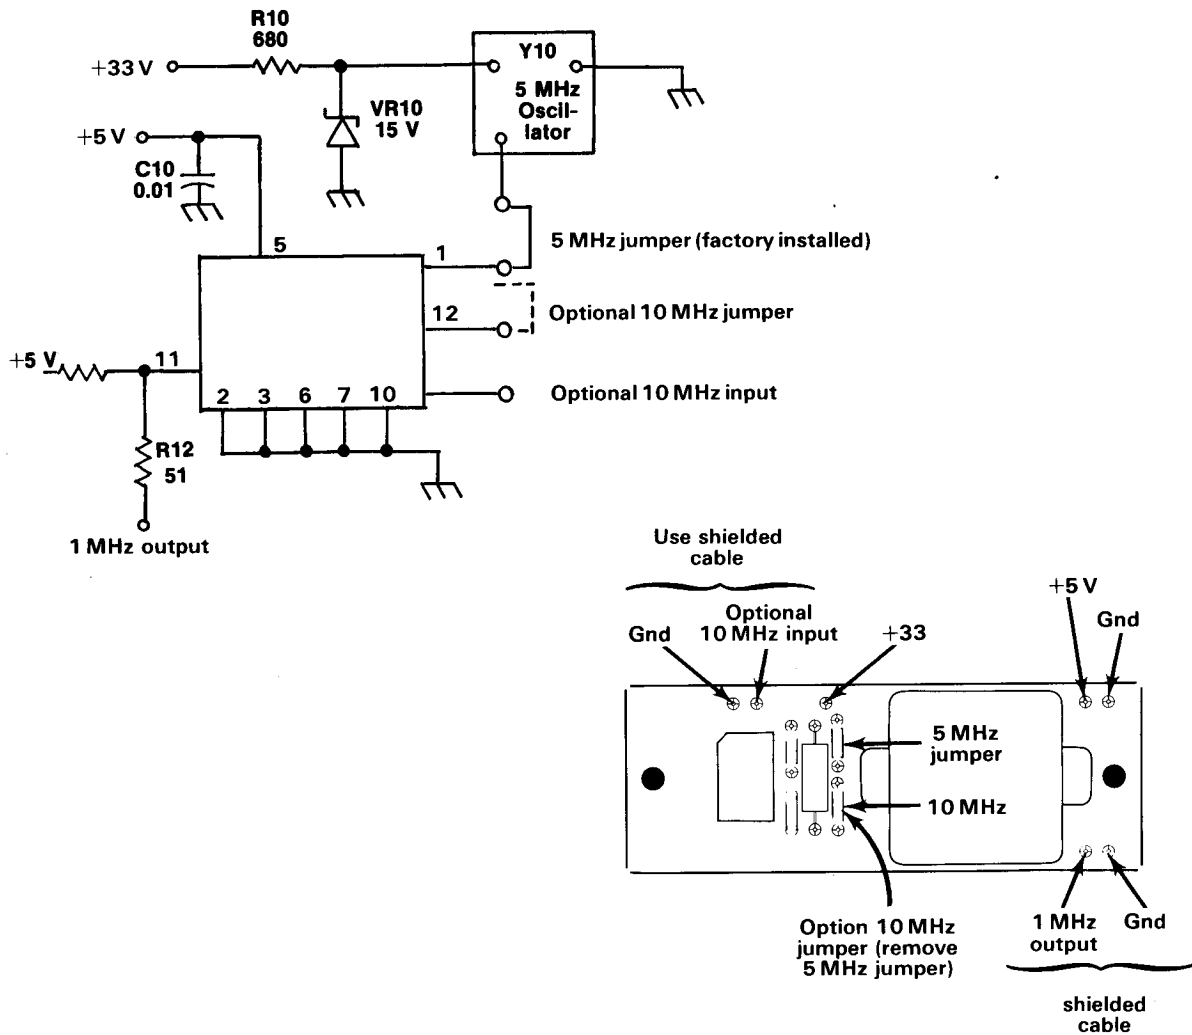 R10
680
+33 V
Y10
5 MHz
Oscil-
lator
VR10
15 V
+5 V
C10
0.01
5
1
5 MHz jumper (factory installed)
12
Optional 10 MHz jumper
+5 V
11
Optional 10 MHz input
2 3 6 7 10
R12
51
1 MHz output
Use shielded
cable
Optional
10 MHz input
Gnd
+33
+5 V
Gnd
5 MHz
jumper
10 MHz
Option 10 MHz
jumper (remove
5 MHz jumper)
1 MHz
output
Gnd
shielded
cable